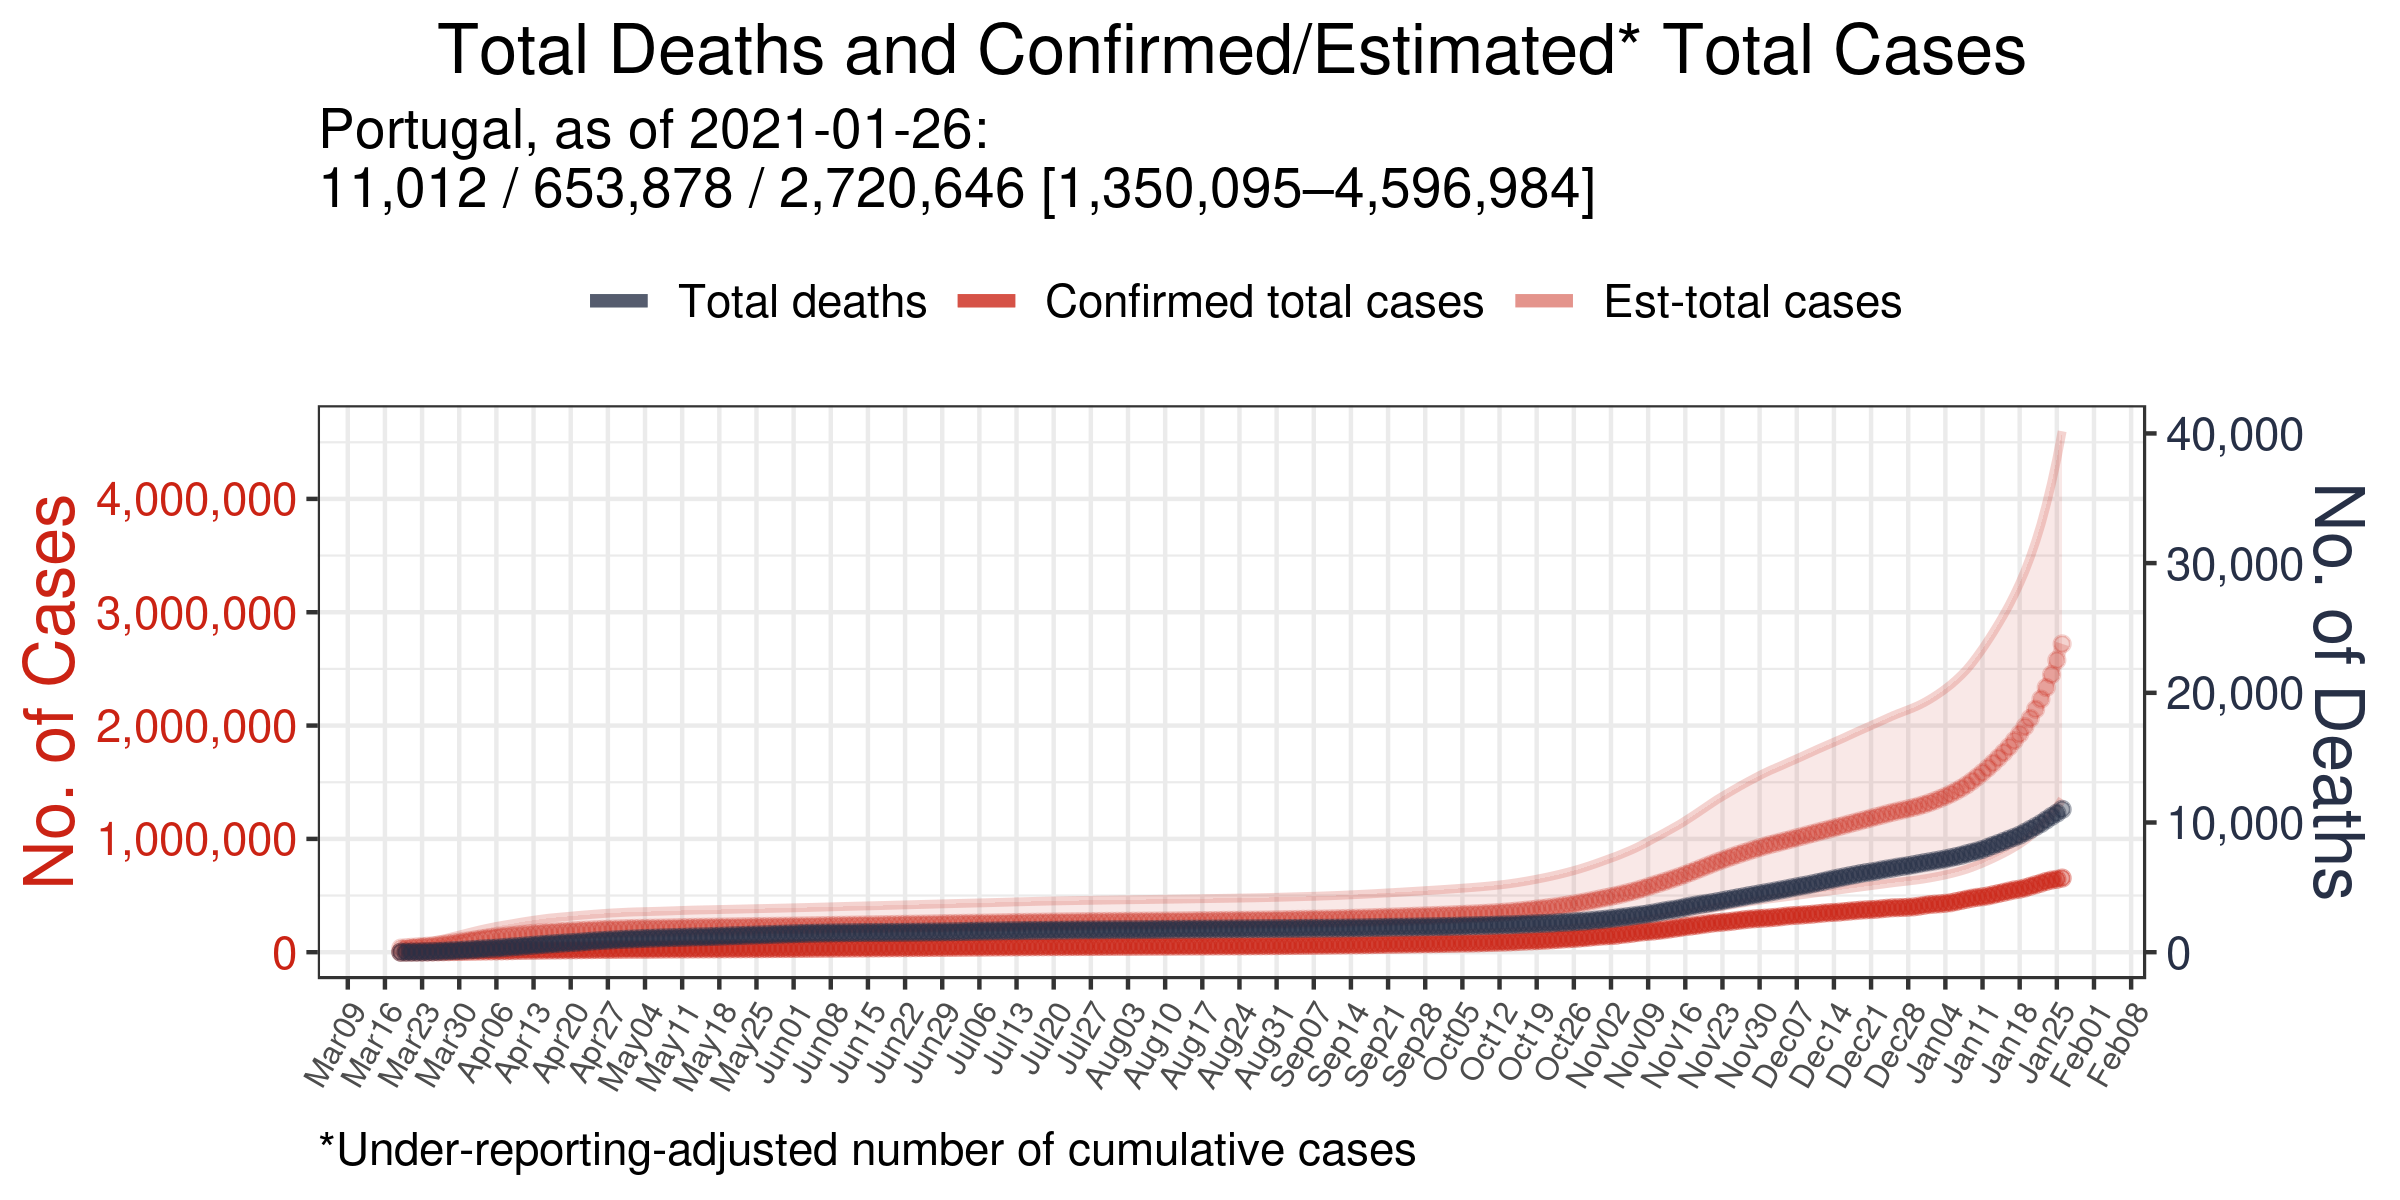 Total Deaths and Confirmed/Estimated* Total Cases
Portugal, as of 2021-01-26:
11,012 / 653,878 / 2,720,646 [1,350,095–4,596,984]
Total deaths
Confirmed total cases
Est-total cases
No. of Cases
4,000,000
3,000,000
2,000,000
1,000,000
0
40,000
30,000
20,000
10,000
0
No. of Deaths
Mar09
Mar16
Mar23
Mar30
Apr06
Apr13
Apr20
Apr27
May04
May11
May18
May25
Jun01
Jun08
Jun15
Jun22
Jun29
Jul06
Jul13
Jul20
Jul27
Aug03
Aug10
Aug17
Aug24
Aug31
Sep07
Sep14
Sep21
Sep28
Oct05
Oct12
Oct19
Oct26
Nov02
Nov09
Nov16
Nov23
Nov30
Dec07
Dec14
Dec21
Dec28
Jan04
Jan11
Jan18
Jan25
Feb01
Feb08
*Under-reporting-adjusted number of cumulative cases